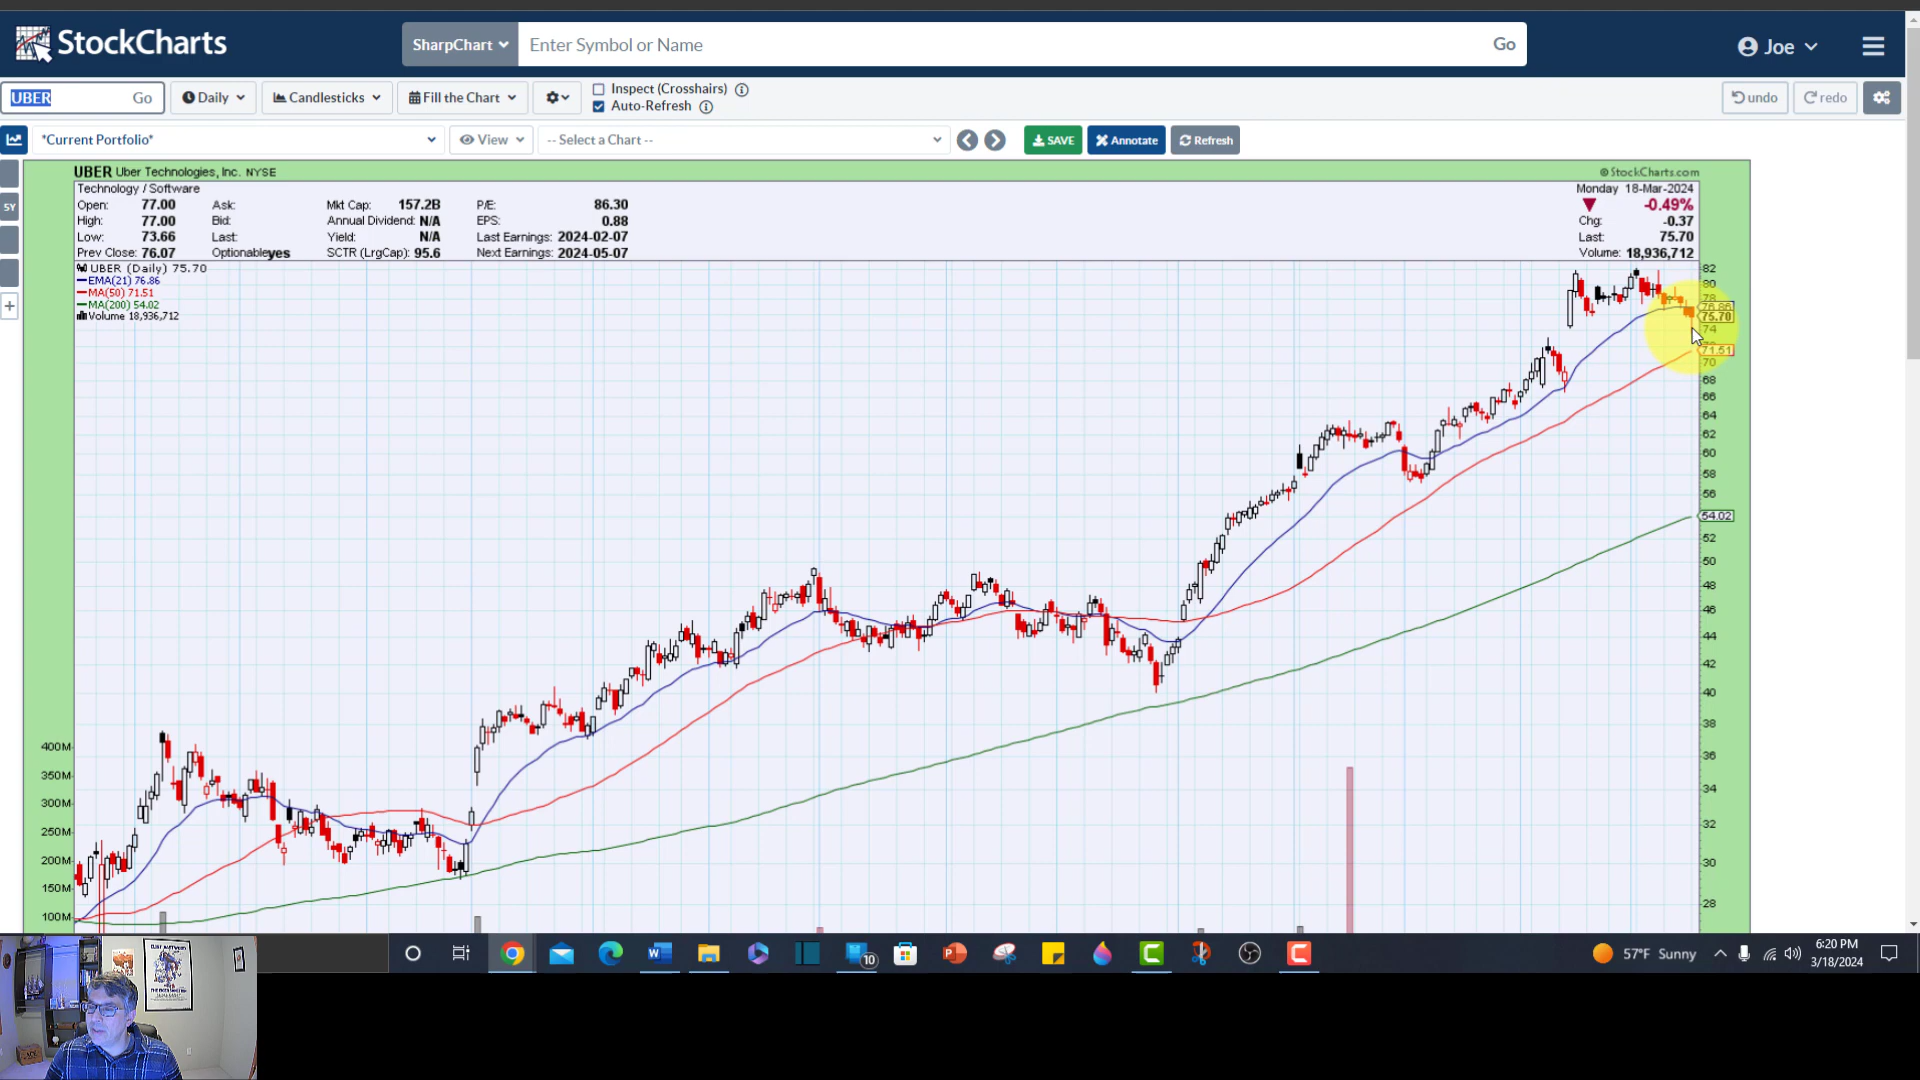 StockCharts
SharpChart
Enter Symbol or Name
Go
Joe
UBER
Go
Daily
Candlesticks
Fill the Chart
Inspect (Crosshairs)
Auto-Refresh
undo
redo
*Current Portfolio*
View
-- Select a Chart --
SAVE
Annotate
Refresh
5Y
UBER Uber Technologies, Inc. NYSE
© StockCharts.com
Technology / Software
Monday 18-Mar-2024
Open: 77.00 Ask: Mkt Cap: 157.2B P/E: 86.30
-0.49%
High: 77.00 Bid: Annual Dividend: N/A EPS: 0.88
Chg: -0.37
Low: 73.66 Last: Yield: N/A Last Earnings: 2024-02-07
Last: 75.70
Prev Close: 76.07 Optionable yes SCTR (LrgCap): 95.6 Next Earnings: 2024-05-07
Volume: 18,936,712
UBER (Daily) 75.70
EMA(21) 76.86
MA(50) 71.51
MA(200) 54.02
Volume 18,936,712
82
80
78
76.86
75.70
74
71.51
70
68
66
64
62
60
58
56
54.02
52
50
48
46
44
42
40
38
36
34
32
30
28
400M
350M
300M
250M
200M
150M
100M
10
57°F Sunny
6:20 PM
3/18/2024